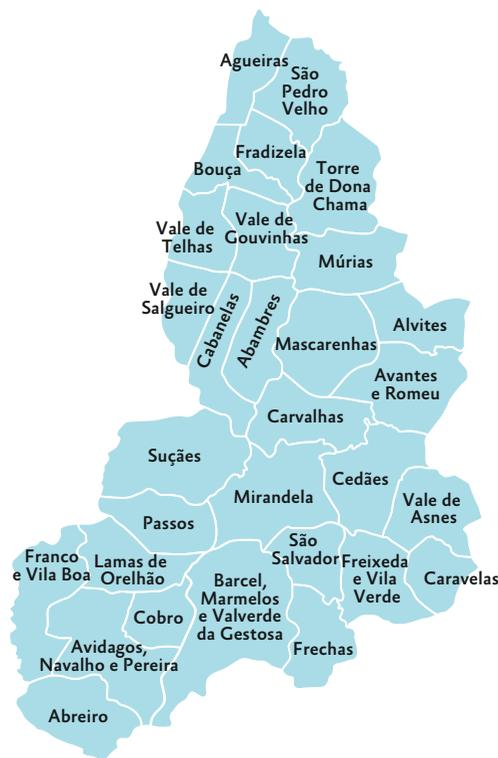 Agueiras
São
Pedro
Velho
Fradizela
Bouça
Torre
de Dona
Chama
Vale de
Telhas
Vale de
Gouvinhas
Múrias
Vale de
Salgueiro
Cabanelas
Abambres
Mascarenhas
Alvites
Avantes
e Romeu
Carvalhas
Suçães
Mirandela
Cedães
Vale de
Asnes
Passos
São
Salvador
Franco
e Vila Boa
Lamas de
Orelhão
Barcel,
Marmelos
e Valverde
da Gestosa
Freixeda
e Vila
Verde
Caravelas
Cobro
Avidagos,
Navalho e Pereira
Frechas
Abreiro